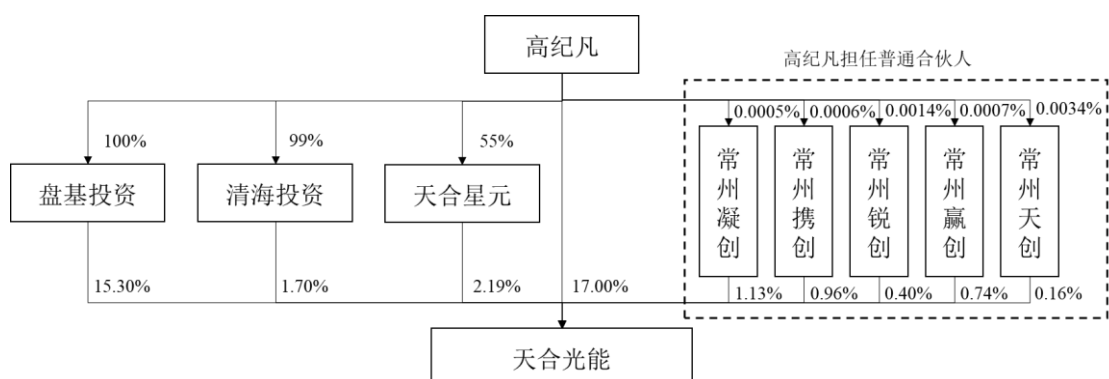 高纪凡
高纪凡担任普通合伙人
100%
99%
55%
0.0005%
0.0006%
0.0014%
0.0007%
0.0034%
盘基投资
清海投资
天合星元
常州凝创
常州携创
常州锐创
常州赢创
常州天创
15.30%
1.70%
2.19%
17.00%
1.13%
0.96%
0.40%
0.74%
0.16%
天合光能